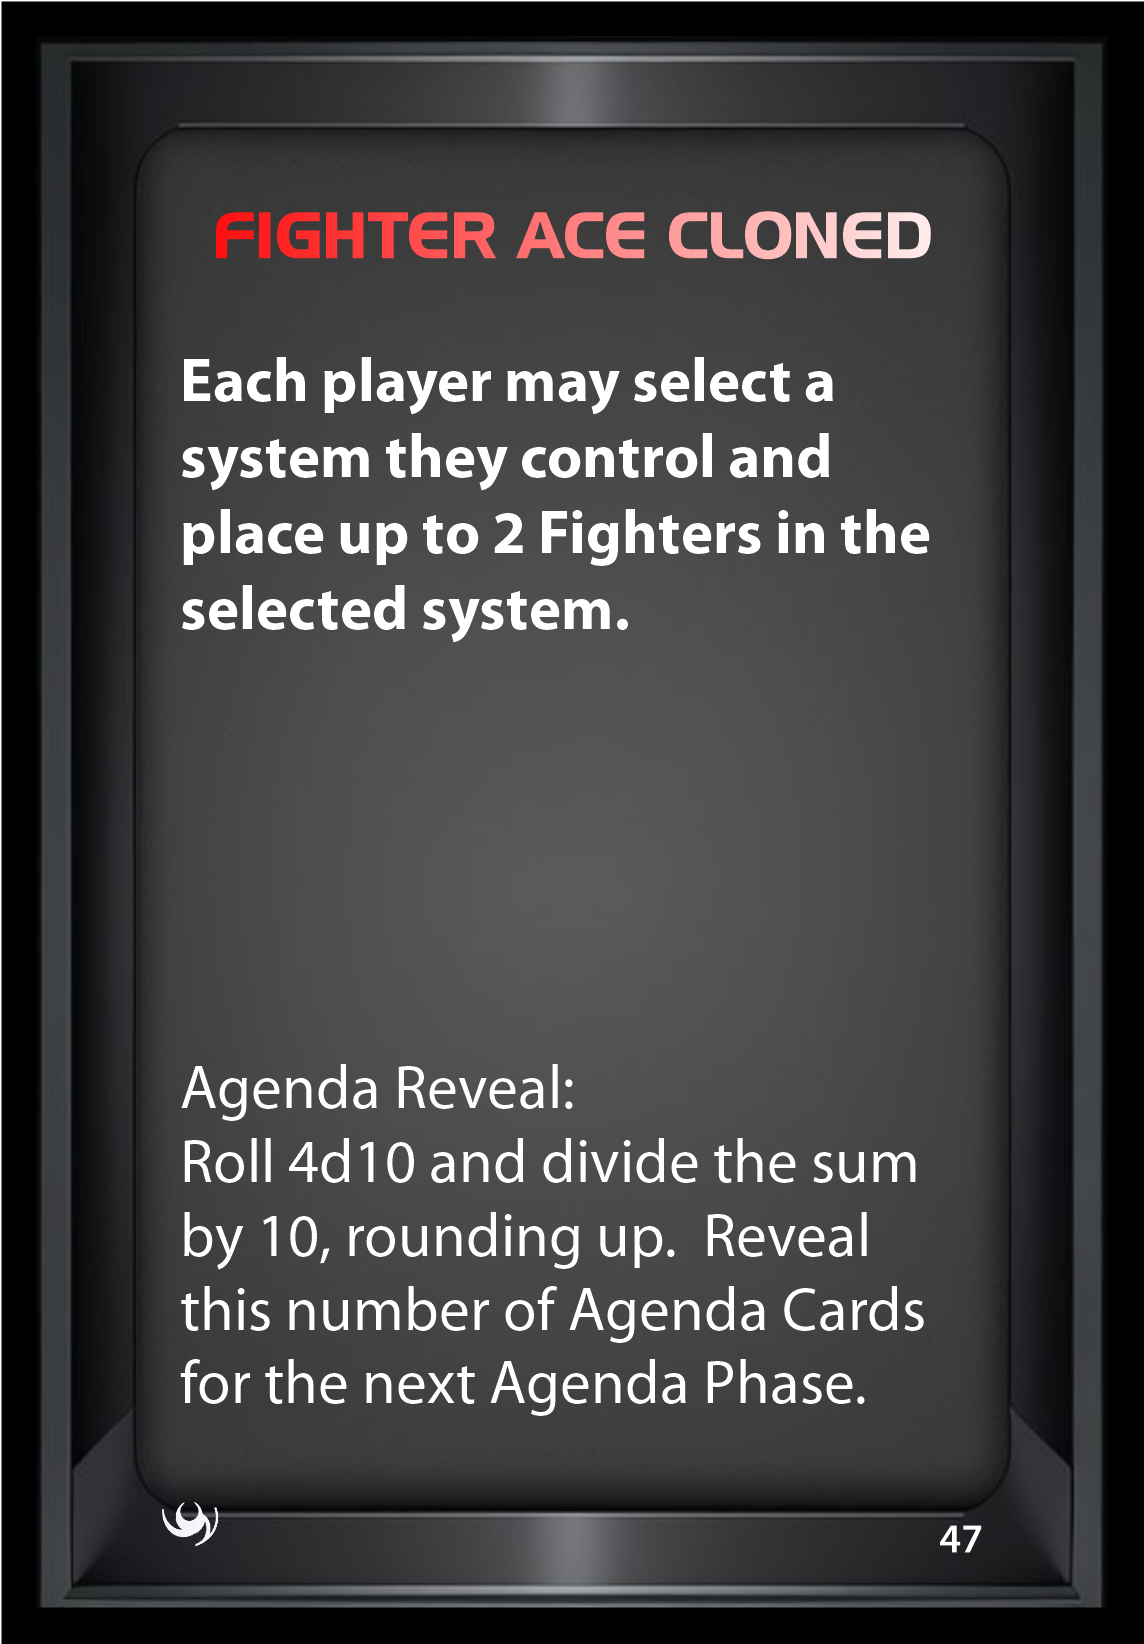 FIGHTER ACE CLONED
Each player may select a
system they control and
place up to 2 Fighters in the
selected system.
Agenda Reveal:
Roll 4d10 and divide the sum
by 10, rounding up.  Reveal
this number of Agenda Cards
for the next Agenda Phase.
47